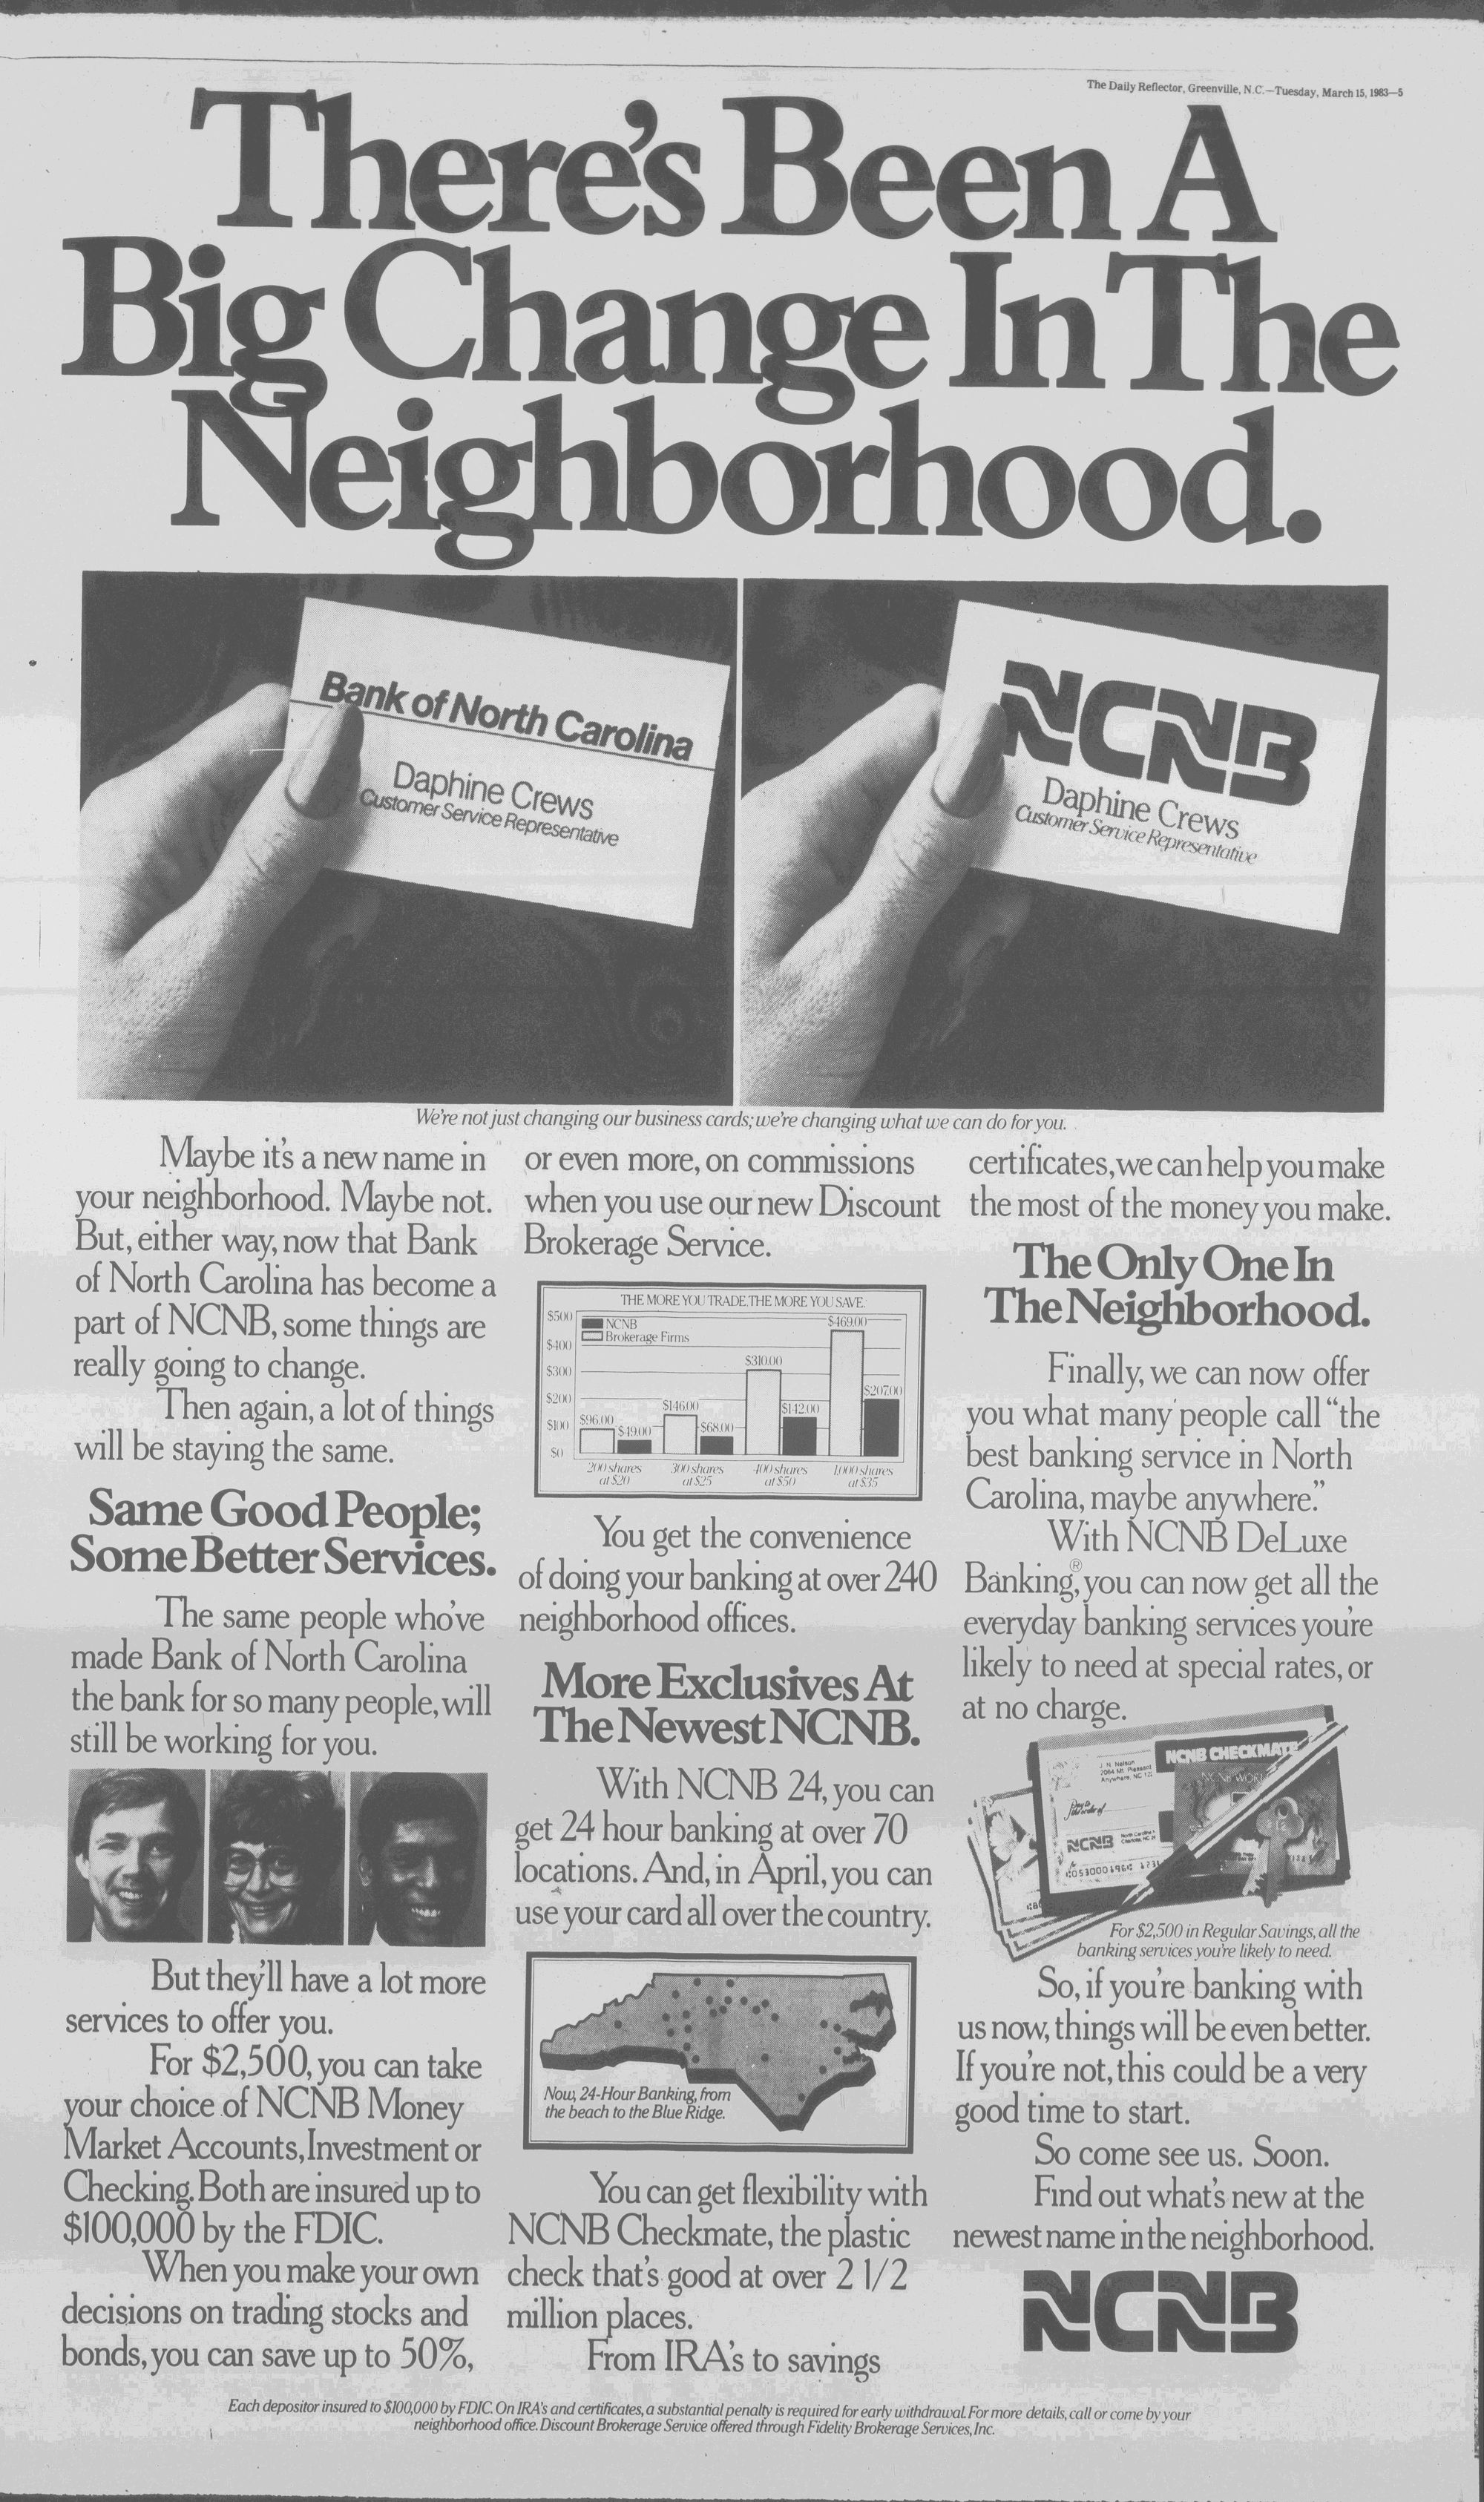 The Daily Reflector, Greenville, N.C.—Tuesday, March 15, 1983—5
There's Been A
Big Change In The
Neighborhood.
Bank of North Carolina
Daphine Crews
Customer Service Representative
NCNB
Daphine Crews
Customer Service Representative
We're not just changing our business cards; we're changing what we can do for you.
Maybe it's a new name in
your neighborhood. Maybe not.
But, either way, now that Bank
of North Carolina has become a
part of NCNB, some things are
really going to change.
Then again, a lot of things
will be staying the same.
Same Good People;
Some Better Services.
The same people who've
made Bank of North Carolina
the bank for so many people, will
still be working for you.
But they'll have a lot more
services to offer you.
For $2,500, you can take
your choice of NCNB Money
Market Accounts, Investment or
Checking. Both are insured up to
$100,000 by the FDIC.
When you make your own
decisions on trading stocks and
bonds, you can save up to 50%,
or even more, on commissions
when you use our new Discount
Brokerage Service.
THE MORE YOU TRADE. THE MORE YOU SAVE.
$500
$400
$300
$200
$100
$0
NCNB
Brokerage Firms
$96.00
$49.00
$146.00
$68.00
$310.00
$142.00
$469.00
$207.00
200 shares
at $20
300 shares
at $25
400 shares
at $50
1,000 shares
at $35
You get the convenience
of doing your banking at over 240
neighborhood offices.
More Exclusives At
The Newest NCNB.
With NCNB 24, you can
get 24 hour banking at over 70
locations. And, in April, you can
use your card all over the country.
Now, 24-Hour Banking, from
the beach to the Blue Ridge.
You can get flexibility with
NCNB Checkmate, the plastic
check that's good at over 2 1/2
million places.
From IRA's to savings
certificates, we can help you make
the most of the money you make.
The Only One In
The Neighborhood.
Finally, we can now offer
you what many people call "the
best banking service in North
Carolina, maybe anywhere."
With NCNB DeLuxe
Banking,® you can now get all the
everyday banking services you're
likely to need at special rates, or
at no charge.
J. N. Nelson
2064 Mt. Pleasant
Anywhere, NC
NCNB CHECKMATE
NCNB
For $2,500 in Regular Savings, all the
banking services you're likely to need.
So, if you're banking with
us now, things will be even better.
If you're not, this could be a very
good time to start.
So come see us. Soon.
Find out what's new at the
newest name in the neighborhood.
NCNB
Each depositor insured to $100,000 by FDIC. On IRA's and certificates, a substantial penalty is required for early withdrawal. For more details, call or come by your
neighborhood office. Discount Brokerage Service offered through Fidelity Brokerage Services, Inc.